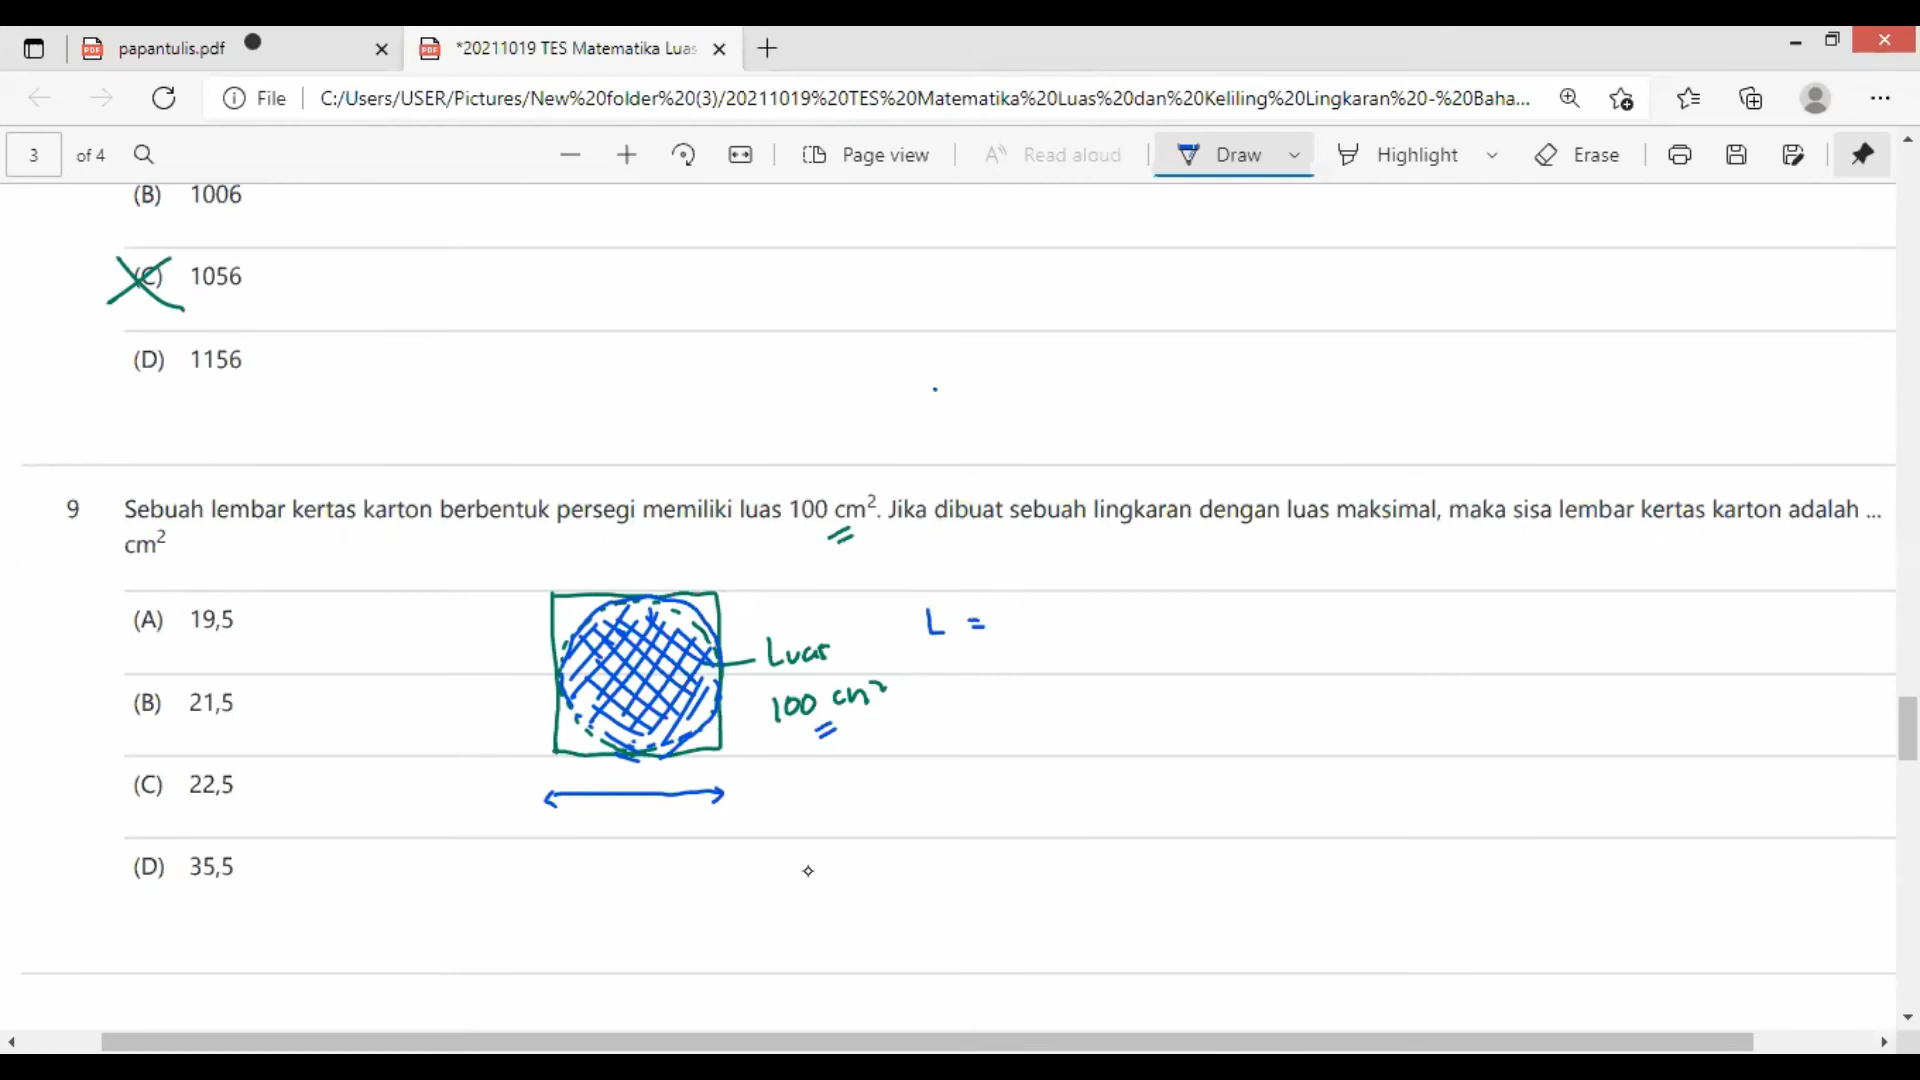 papantulis.pdf
*20211019 TES Matematika Luas
File
C:/Users/USER/Pictures/New%20folder%20(3)/20211019%20TES%20Matematika%20Luas%20dan%20Keliling%20Lingkaran%20-%20Baha...
3 of 4
Page view
Read aloud
Draw
Highlight
Erase
(B) 1006
(C) 1056
(D) 1156
9 Sebuah lembar kertas karton berbentuk persegi memiliki luas 100 cm². Jika dibuat sebuah lingkaran dengan luas maksimal, maka sisa lembar kertas karton adalah ...
cm²
(A) 19,5
L =
Luas
(B) 21,5
100 cm²
(C) 22,5
(D) 35,5